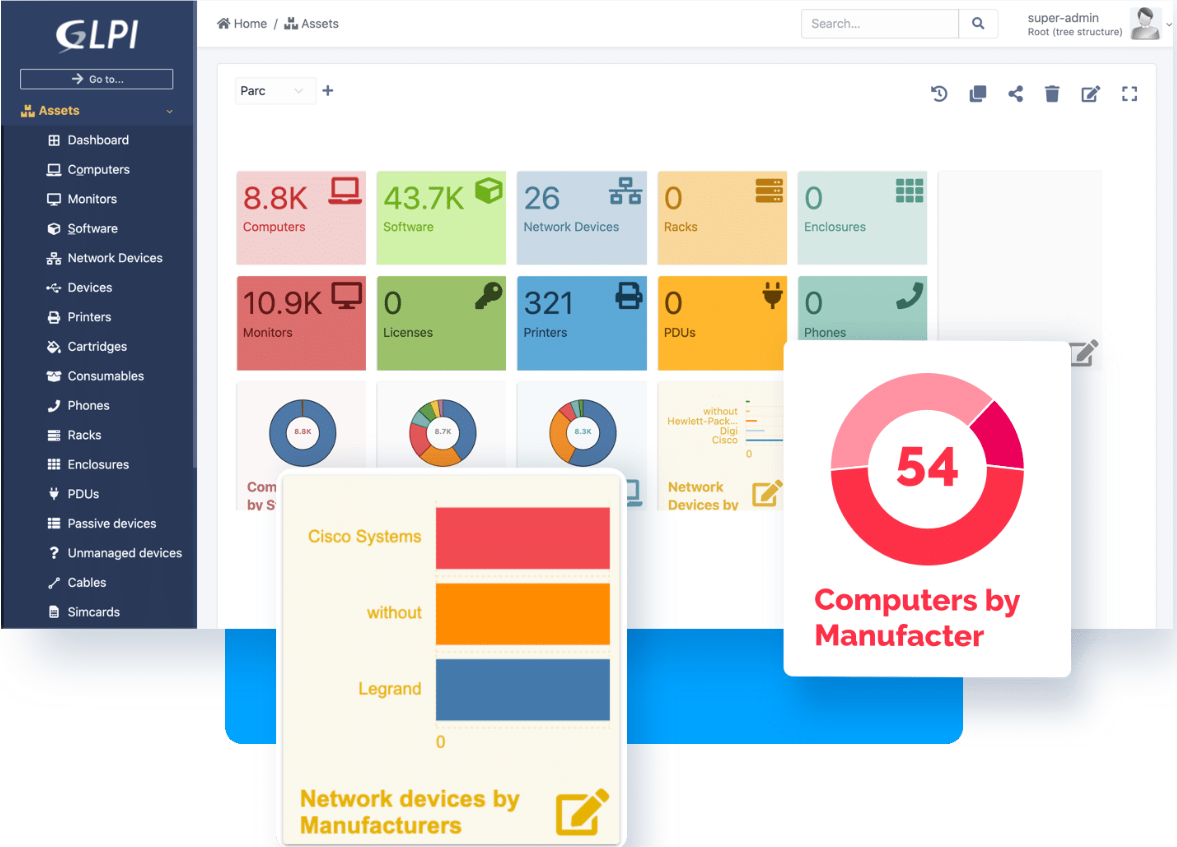 GLPI
Go to...
Assets
Dashboard
Computers
Monitors
Software
Network Devices
Devices
Printers
Cartridges
Consumables
Phones
Racks
Enclosures
PDUs
Passive devices
Unmanaged devices
Cables
Simcards
Home / Assets
Search...
super-admin
Root (tree structure)
Parc
8.8K
Computers
43.7K
Software
26
Network Devices
0
Racks
0
Enclosures
10.9K
Monitors
0
Licenses
321
Printers
0
PDUs
0
Phones
8.8K
8.7K
8.3K
without
Hewlett-Pack...
Digi
Cisco
0
Network
Devices by
Com
by S
Cisco Systems
without
Legrand
0
Network devices by
Manufacturers
54
Computers by
Manufacter